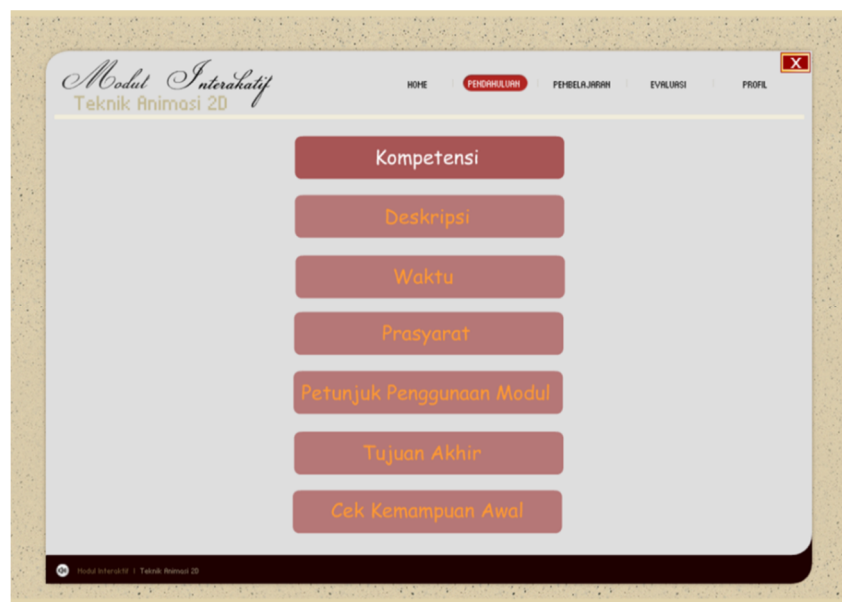 Modul Interakatif
Teknik Animasi 2D
HOME PENDAHULUAN PEMBELAJARAN EVALUASI PROFIL
X
Kompetensi
Deskripsi
Waktu
Prasyarat
Petunjuk Penggunaan Modul
Tujuan Akhir
Cek Kemampuan Awal
Modul Interaktif | Teknik Animasi 2D